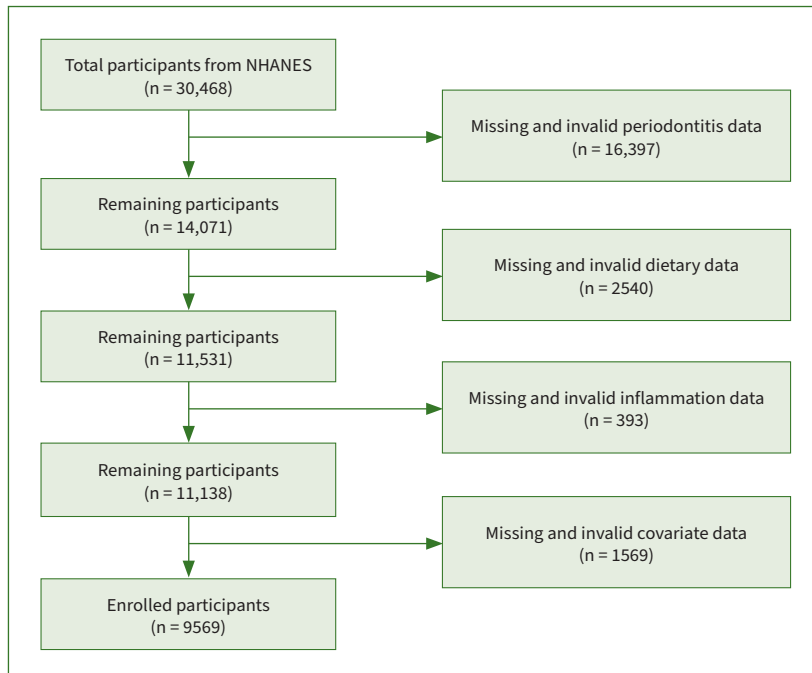 Total participants from NHANES
(n = 30,468)
Missing and invalid periodontitis data
(n = 16,397)
Remaining participants
(n = 14,071)
Missing and invalid dietary data
(n = 2540)
Remaining participants
(n = 11,531)
Missing and invalid inflammation data
(n = 393)
Remaining participants
(n = 11,138)
Missing and invalid covariate data
(n = 1569)
Enrolled participants
(n = 9569)